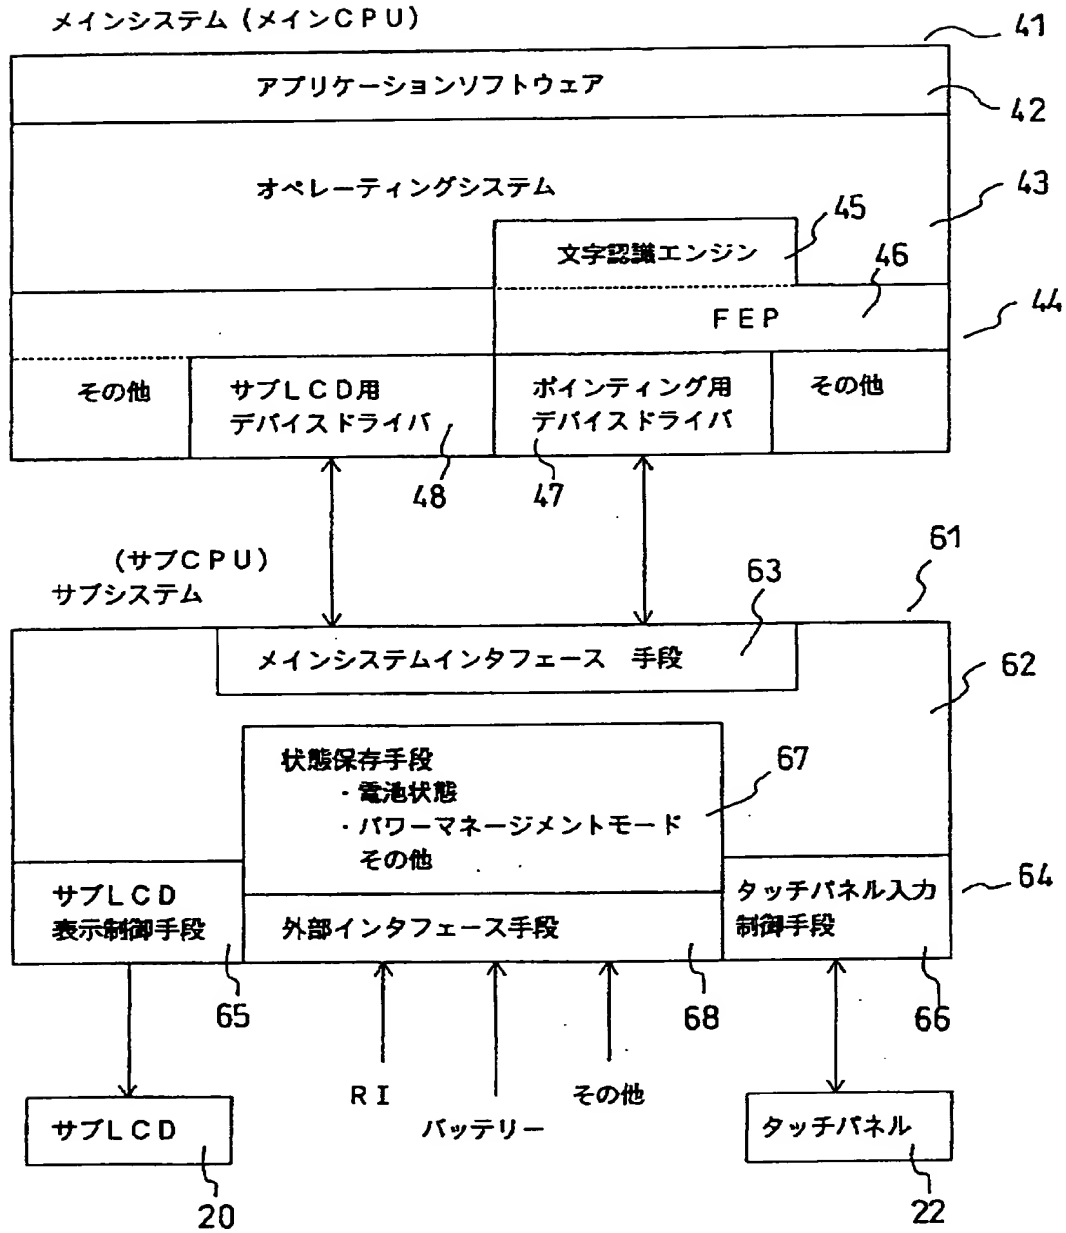 メインシステム（メインＣＰＵ）
41
アプリケーションソフトウェア
42
オペレーティングシステム
43
45
文字認識エンジン
46
ＦＥＰ
44
その他
サブＬＣＤ用
デバイスドライバ
ポインティング用
デバイスドライバ
その他
48
47
（サブＣＰＵ）
サブシステム
61
63
メインシステムインタフェース　手段
62
状態保存手段
・電池状態
・パワーマネージメントモード
その他
67
サブＬＣＤ
表示制御手段
外部インタフェース手段
タッチパネル入力
制御手段
64
65
68
66
ＲＩ
バッテリー
その他
サブＬＣＤ
タッチパネル
20
22